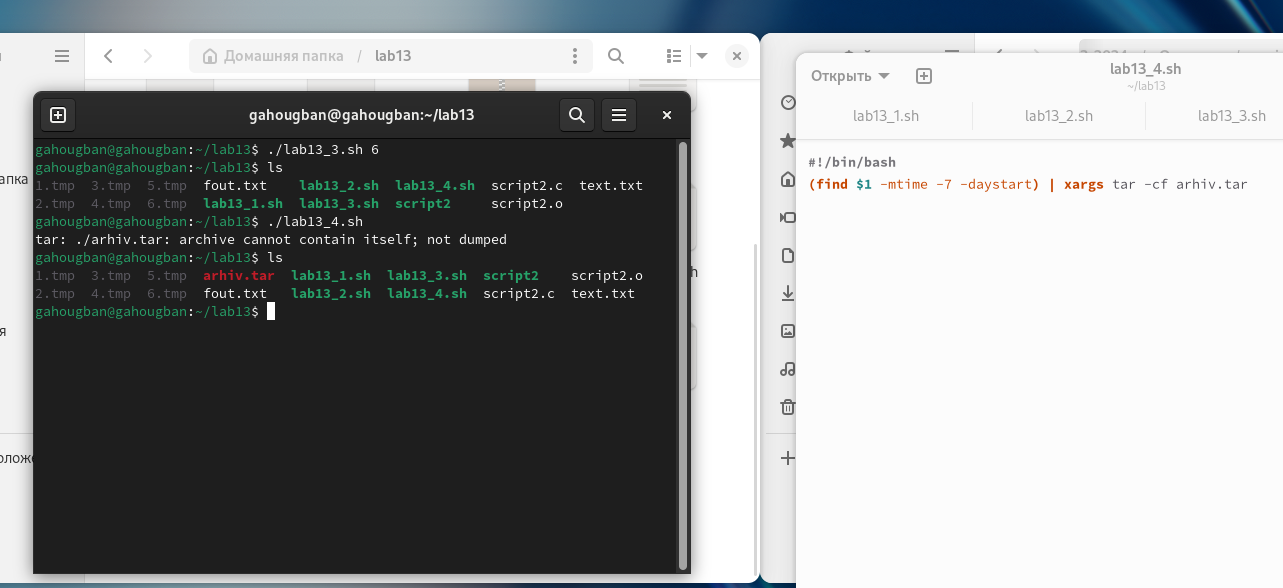 Домашняя папка / lab13
gahougban@gahougban:~/lab13
gahougban@gahougban:~/lab13$ ./lab13_3.sh 6
gahougban@gahougban:~/lab13$ ls
1.tmp 3.tmp 5.tmp fout.txt lab13_2.sh lab13_4.sh script2.c text.txt
2.tmp 4.tmp 6.tmp lab13_1.sh lab13_3.sh script2 script2.o
gahougban@gahougban:~/lab13$ ./lab13_4.sh
tar: ./arhiv.tar: archive cannot contain itself; not dumped
gahougban@gahougban:~/lab13$ ls
1.tmp 3.tmp 5.tmp arhiv.tar lab13_1.sh lab13_3.sh script2 script2.o
2.tmp 4.tmp 6.tmp fout.txt lab13_2.sh lab13_4.sh script2.c text.txt
gahougban@gahougban:~/lab13$
Открыть
lab13_4.sh
~/lab13
lab13_1.sh lab13_2.sh lab13_3.sh
#!/bin/bash
(find $1 -mtime -7 -daystart) | xargs tar -cf arhiv.tar